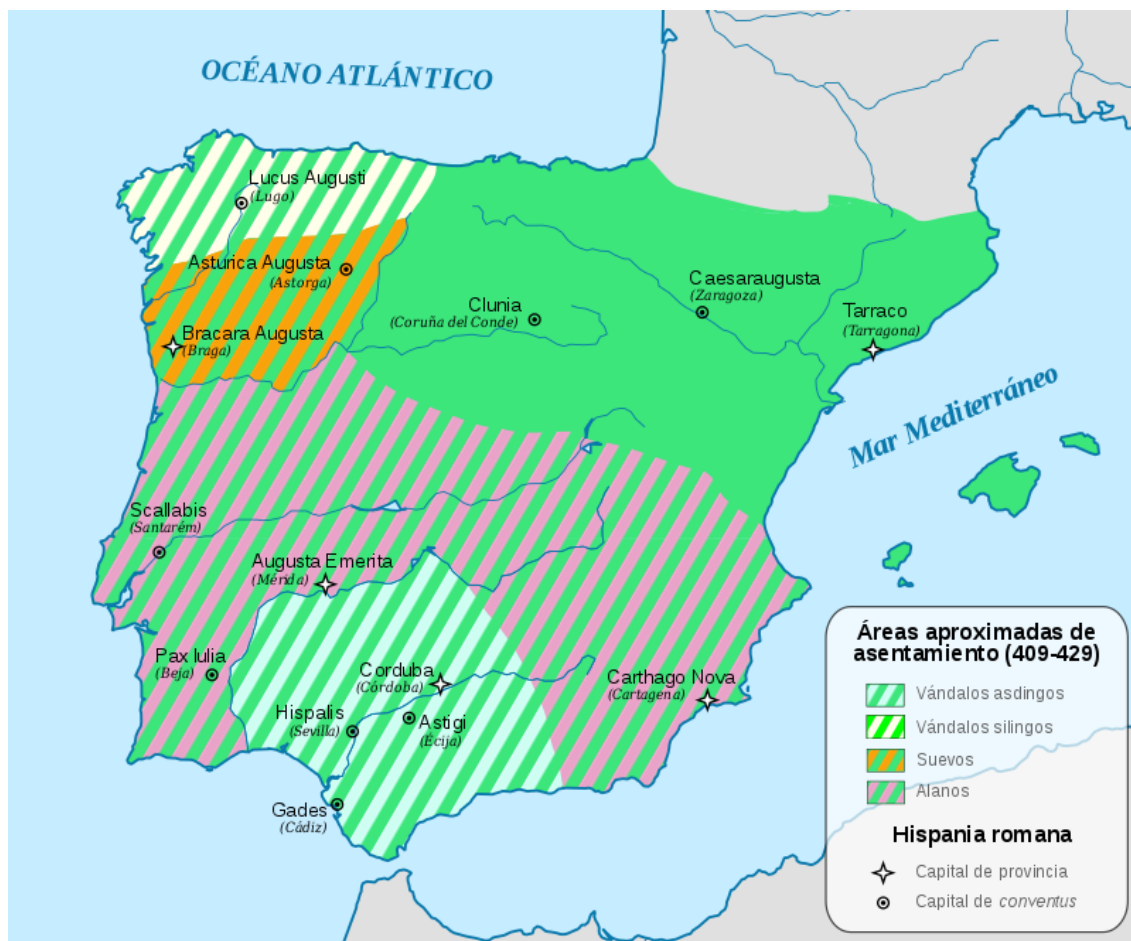 OCÉANO ATLÁNTICO
Lucus Augusti
(Lugo)
Asturica Augusta
(Astorga)
Bracara Augusta
(Braga)
Clunia
(Coruña del Conde)
Caesaraugusta
(Zaragoza)
Tarraco
(Tarragona)
Mar Mediterráneo
Scallabis
(Santarém)
Augusta Emerita
(Mérida)
Pax Iulia
(Beja)
Corduba
(Córdoba)
Carthago Nova
(Cartagena)
Hispalis
(Sevilla)
Astigi
(Écija)
Gades
(Cádiz)
Áreas aproximadas de
asentamiento (409-429)
Vándalos asdingos
Vándalos silingos
Suevos
Alanos
Hispania romana
Capital de provincia
Capital de conventus